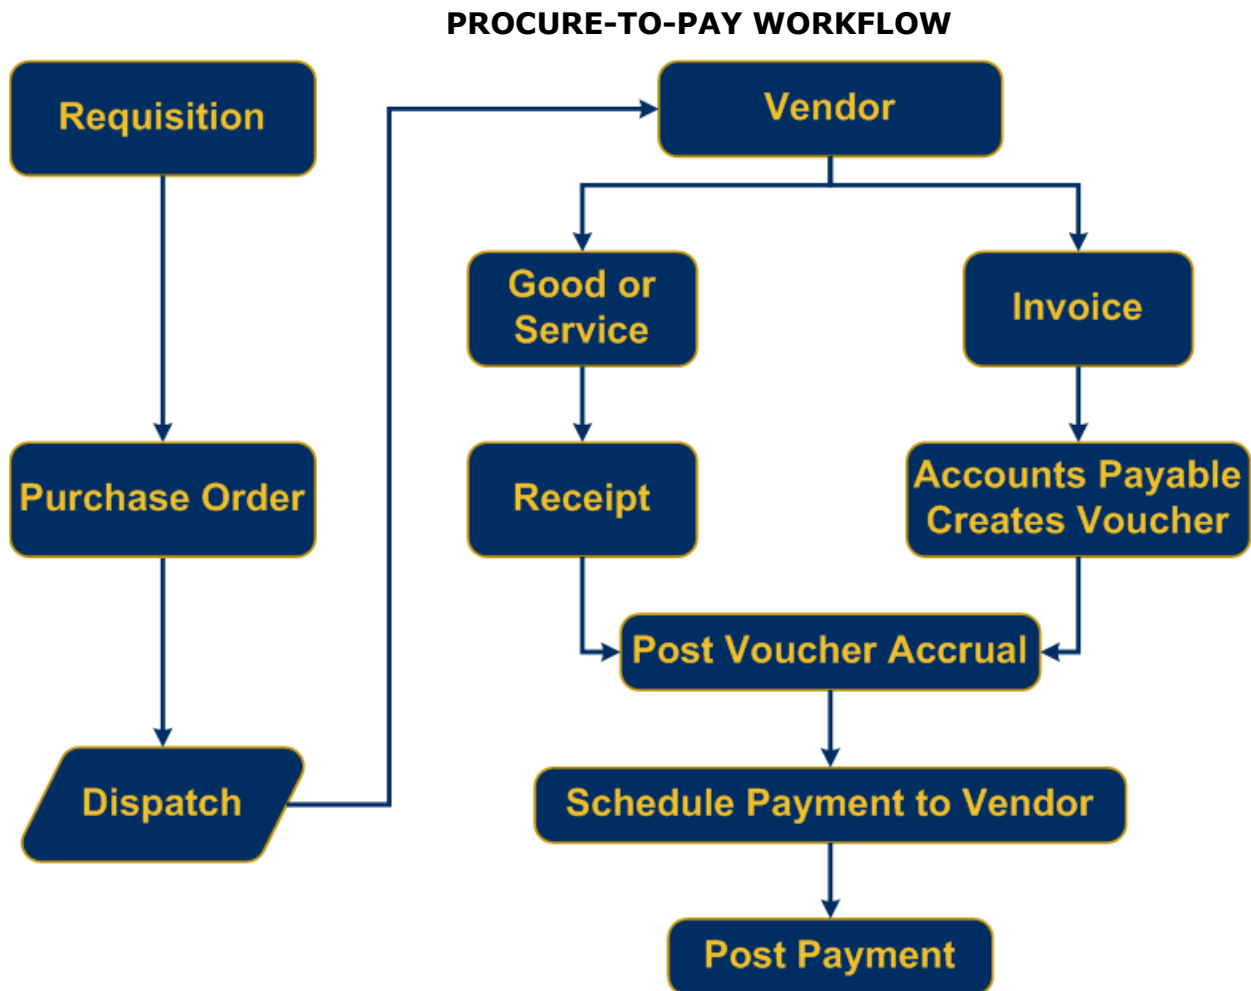 PROCURE-TO-PAY WORKFLOW
Requisition
Purchase Order
Dispatch
Vendor
Good or
Service
Receipt
Invoice
Accounts Payable
Creates Voucher
Post Voucher Accrual
Schedule Payment to Vendor
Post Payment